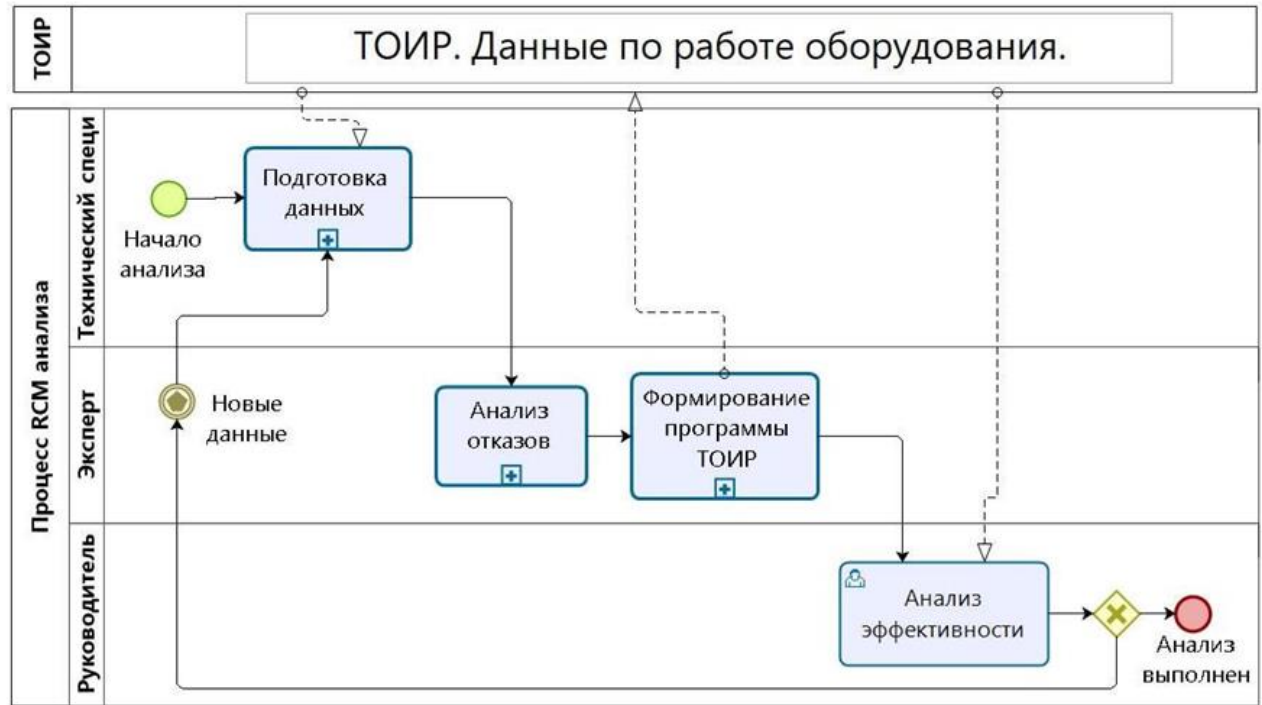 ТОИР
ТОИР. Данные по работе оборудования.
Процесс RCM анализа
Технический специ
Начало
анализа
Подготовка
данных
Эксперт
Новые
данные
Анализ
отказов
Формирование
программы
ТОИР
Руководитель
Анализ
эффективности
Анализ
выполнен